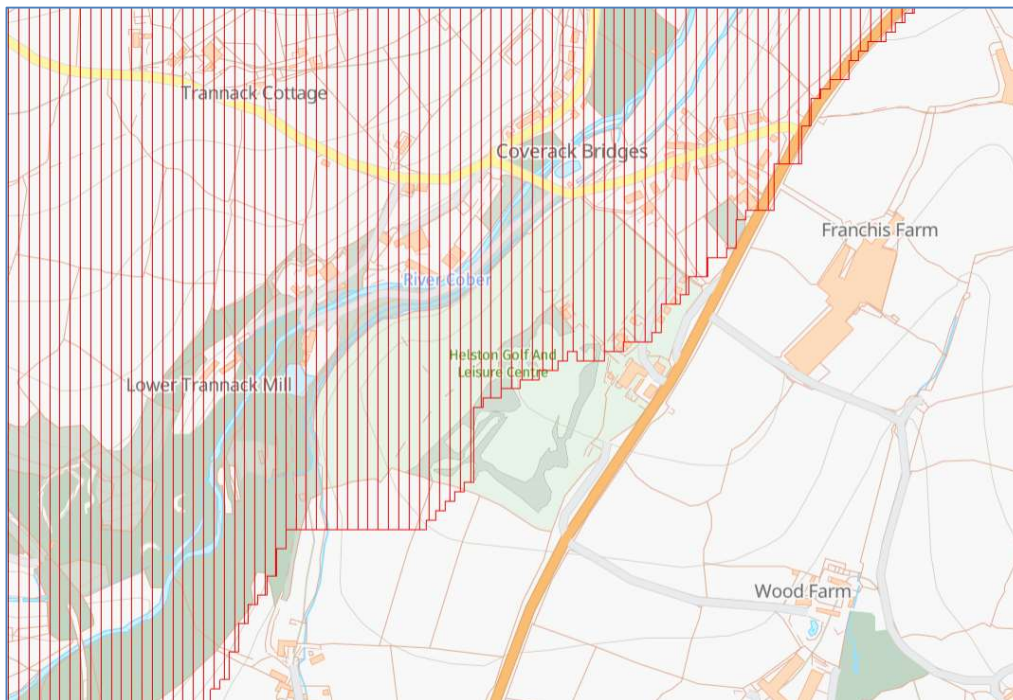 Trannack Cottage
Coverack Bridges
Franchis Farm
River Cober
Helston Golf And
Leisure Centre
Lower Trannack Mill
Wood Farm